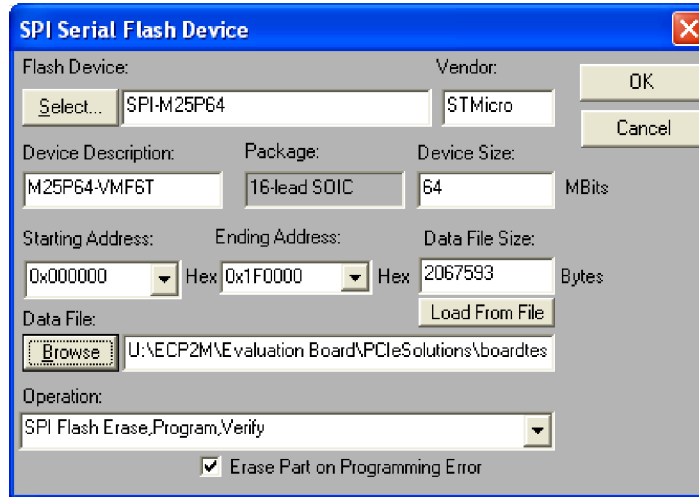 SPI Serial Flash Device
Flash Device: Vendor:
Select... SPI-M25P64 STMicro OK
Cancel
Device Description: Package: Device Size:
M25P64-VMF6T 16-lead SOIC 64 MBits
Starting Address: Ending Address: Data File Size:
0x000000 Hex 0x1F0000 Hex 2067593 Bytes
Load From File
Data File:
Browse U:\ECP2M\Evaluation Board\PCIeSolutions\boardtes
Operation:
SPI Flash Erase,Program,Verify
Erase Part on Programming Error